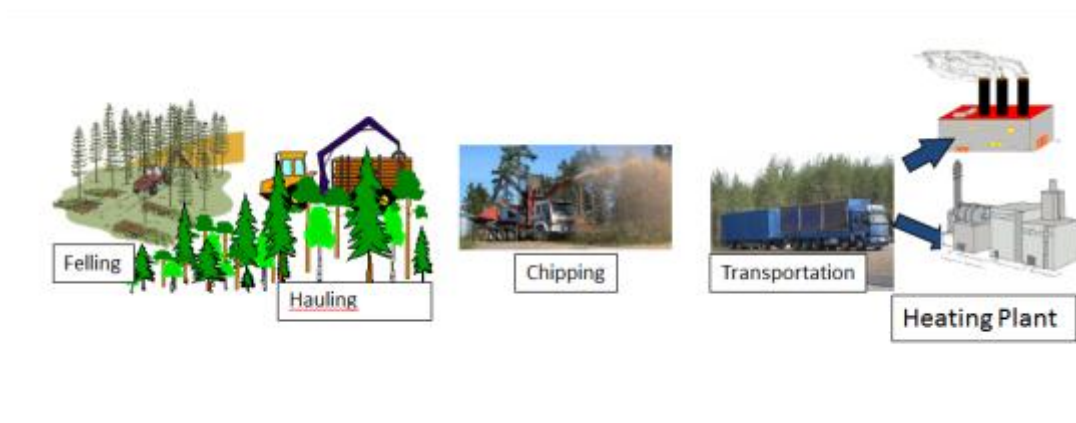 Felling
Hauling
Chipping
Transportation
Heating Plant